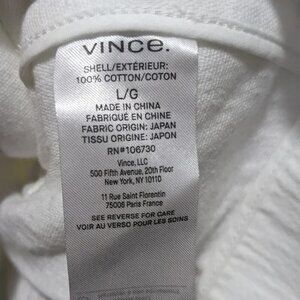 VINCE.
SHELL/EXTÉRIEUR:
100% COTTON/COTON
L/G
MADE IN CHINA
FABRIQUÉ EN CHINE
FABRIC ORIGIN: JAPAN
TISSU ORIGINE: JAPON
RN#106730
Vince, LLC
500 Fifth Avenue, 20th Floor
New York, NY 10110
11 Rue Saint Florentin
75008 Paris France
SEE REVERSE FOR CARE
VOIR AU VERSO POUR LES SOINS